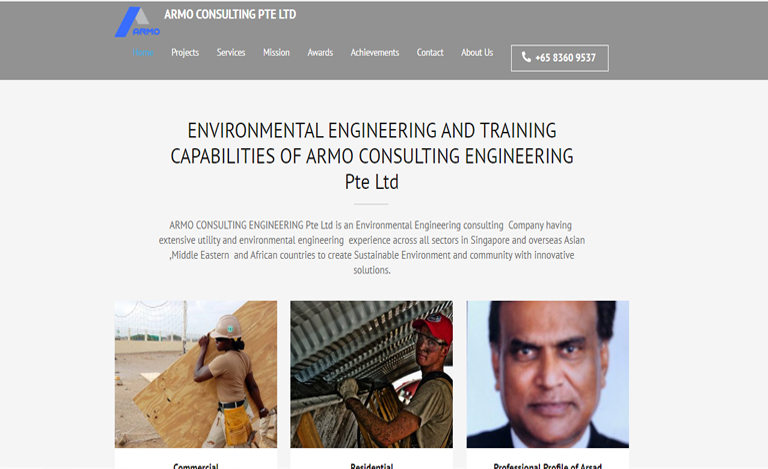 ARMO CONSULTING PTE LTD
ARMO
Home Projects Services Mission Awards Achievements Contact About Us +65 8360 9537
ENVIRONMENTAL ENGINEERING AND TRAINING
CAPABILITIES OF ARMO CONSULTING ENGINEERING
Pte Ltd
ARMO CONSULTING ENGINEERING Pte Ltd is an Environmental Engineering consulting Company having
extensive utility and environmental engineering experience across all sectors in Singapore and overseas Asian
,Middle Eastern and African countries to create Sustainable Environment and community with innovative
solutions.
Commercial Residential Professional Profile of Arsad